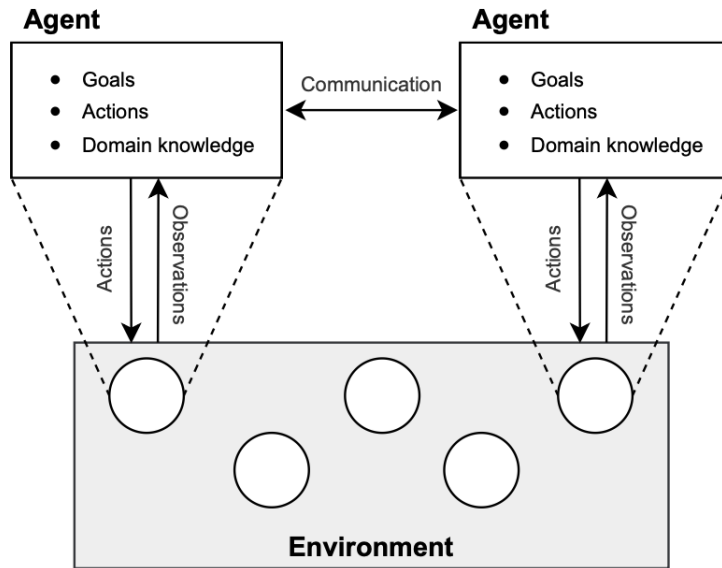 Agent
Agent
Goals
Actions
Domain knowledge
Communication
Goals
Actions
Domain knowledge
Actions
Observations
Actions
Observations
Environment